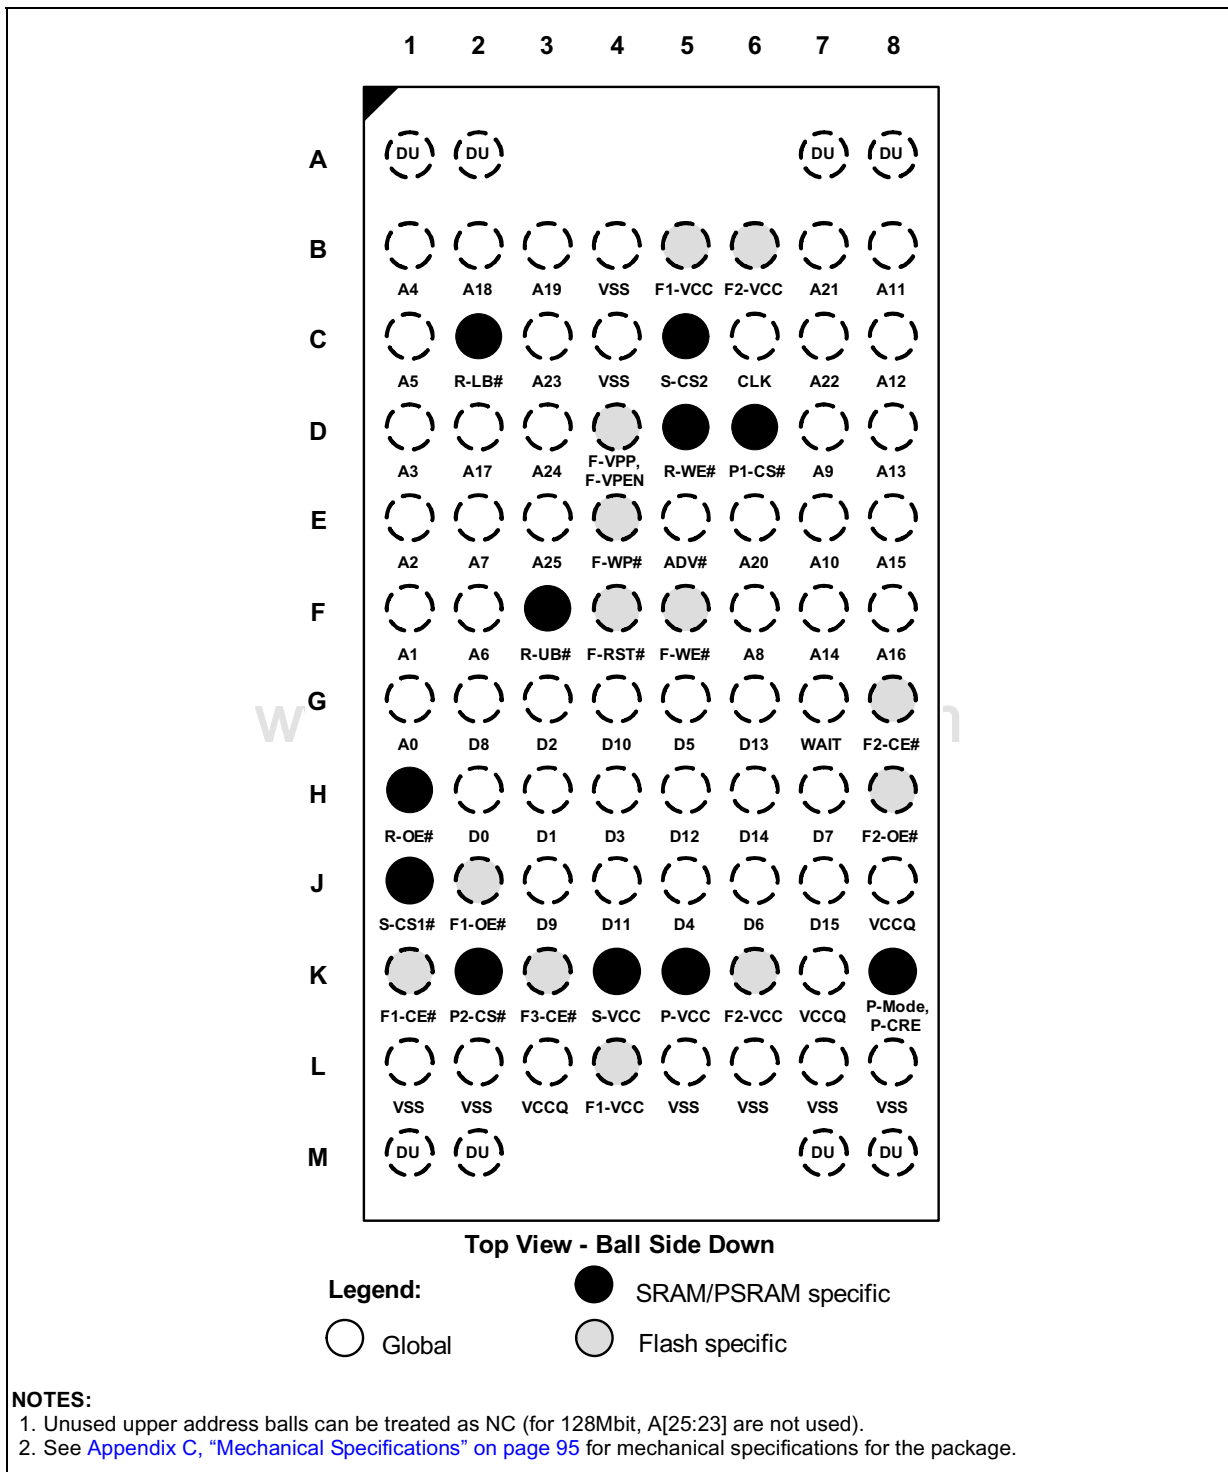 1 2 3 4 5 6 7 8
A DU DU DU DU
B
A4 A18 A19 VSS F1-VCC F2-VCC A21 A11
C
A5 R-LB# A23 VSS S-CS2 CLK A22 A12
D
A3 A17 A24 F-VPP, F-VPEN R-WE# P1-CS# A9 A13
E
A2 A7 A25 F-WP# ADV# A20 A10 A15
F
A1 A6 R-UB# F-RST# F-WE# A8 A14 A16
G
A0 D8 D2 D10 D5 D13 WAIT F2-CE#
H
R-OE# D0 D1 D3 D12 D14 D7 F2-OE#
J
S-CS1# F1-OE# D9 D11 D4 D6 D15 VCCQ
K
F1-CE# P2-CS# F3-CE# S-VCC P-VCC F2-VCC VCCQ P-Mode, P-CRE
L
VSS VSS VCCQ F1-VCC VSS VSS VSS VSS
M DU DU DU DU
Top View - Ball Side Down
Legend:
SRAM/PSRAM specific
Global
Flash specific
NOTES:
1. Unused upper address balls can be treated as NC (for 128Mbit, A[25:23] are not used).
2. See Appendix C, “Mechanical Specifications” on page 95 for mechanical specifications for the package.